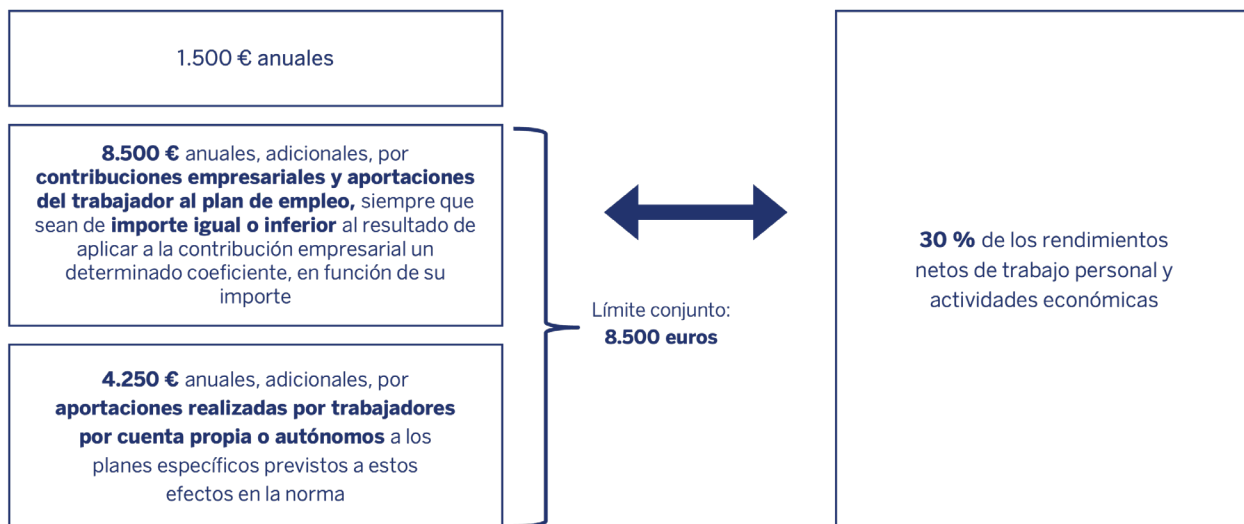 1.500 € anuales
8.500 € anuales, adicionales, por
contribuciones empresariales y aportaciones
del trabajador al plan de empleo, siempre que
sean de importe igual o inferior al resultado de
aplicar a la contribución empresarial un
determinado coeficiente, en función de su
importe
4.250 € anuales, adicionales, por
aportaciones realizadas por trabajadores
por cuenta propia o autónomos a los
planes específicos previstos a estos
efectos en la norma
Límite conjunto:
8.500 euros
30 % de los rendimientos
netos de trabajo personal y
actividades económicas